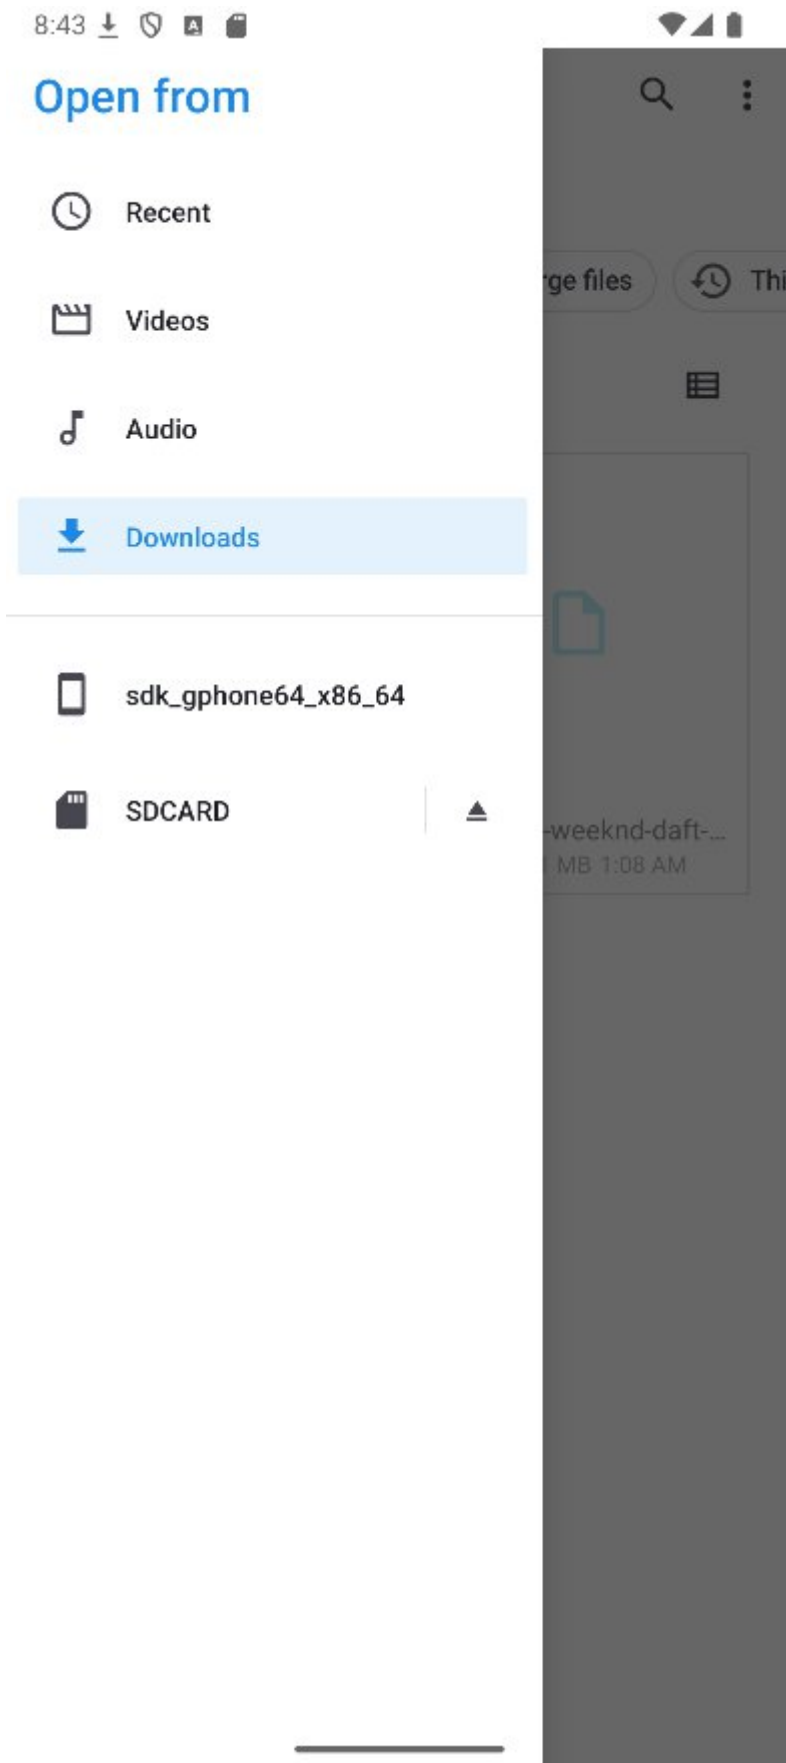 8:43
Open from
Recent
ge files
Thi
Videos
Audio
Downloads
sdk_gphone64_x86_64
SDCARD
-weeknd-daft-...
MB 1:08 AM